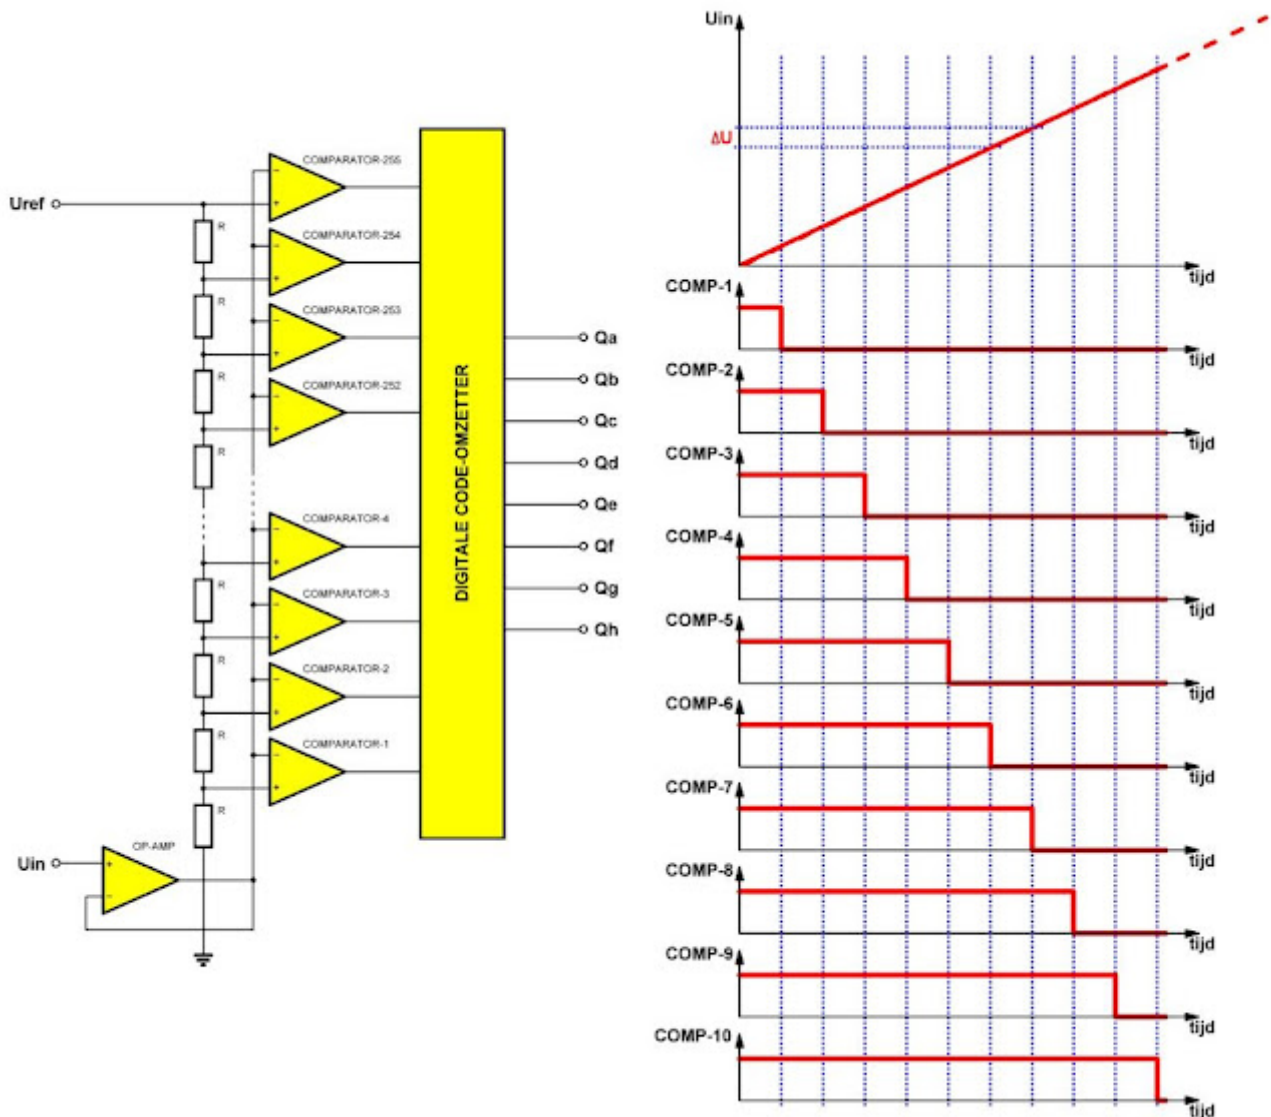 Uref
COMPARATOR-255
R
COMPARATOR-254
R
COMPARATOR-253
R
COMPARATOR-252
R
COMPARATOR-4
R
COMPARATOR-3
R
COMPARATOR-2
R
COMPARATOR-1
R
OP-AMP
Uin
DIGITALE CODE-OMZETTER
Qa
Qb
Qc
Qd
Qe
Qf
Qg
Qh
Uin
ΔU
tijd
COMP-1
tijd
COMP-2
tijd
COMP-3
tijd
COMP-4
tijd
COMP-5
tijd
COMP-6
tijd
COMP-7
tijd
COMP-8
tijd
COMP-9
tijd
COMP-10
tijd